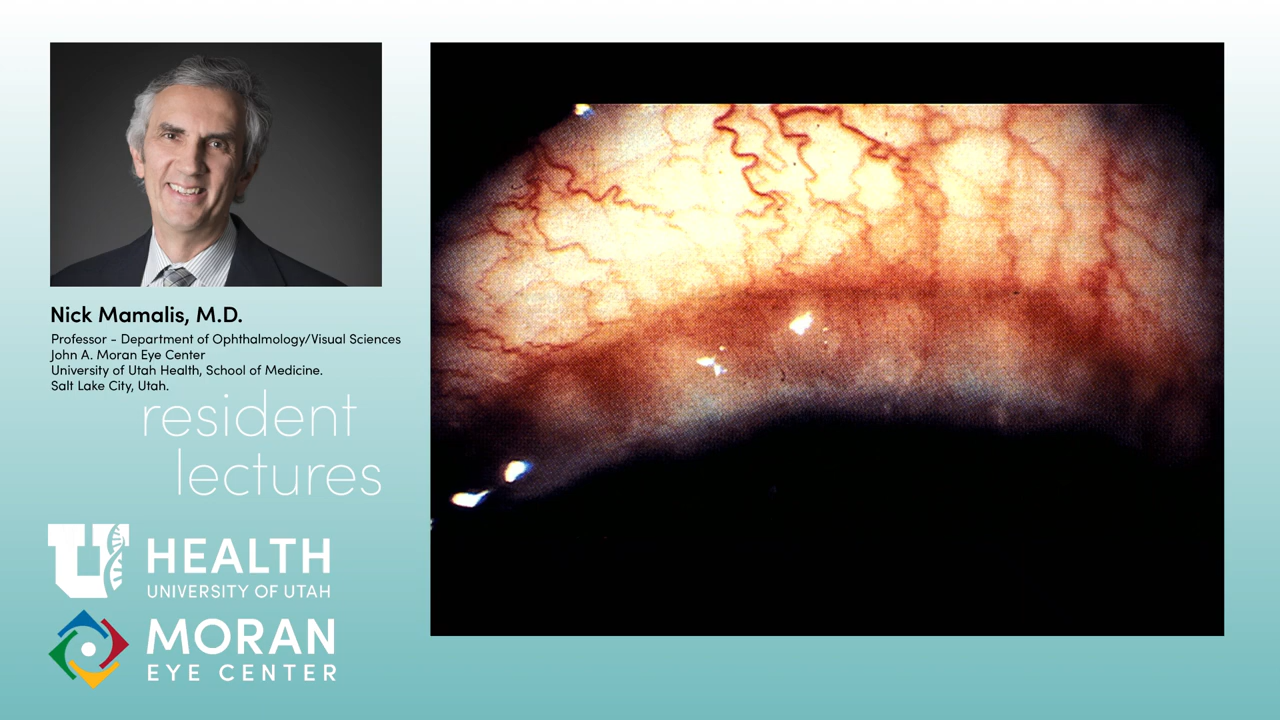 Nick Mamalis, M.D.
Professor - Department of Ophthalmology/Visual Sciences
John A. Moran Eye Center
University of Utah Health, School of Medicine.
Salt Lake City, Utah.
resident
lectures
U HEALTH
UNIVERSITY OF UTAH
MORAN
EYE CENTER